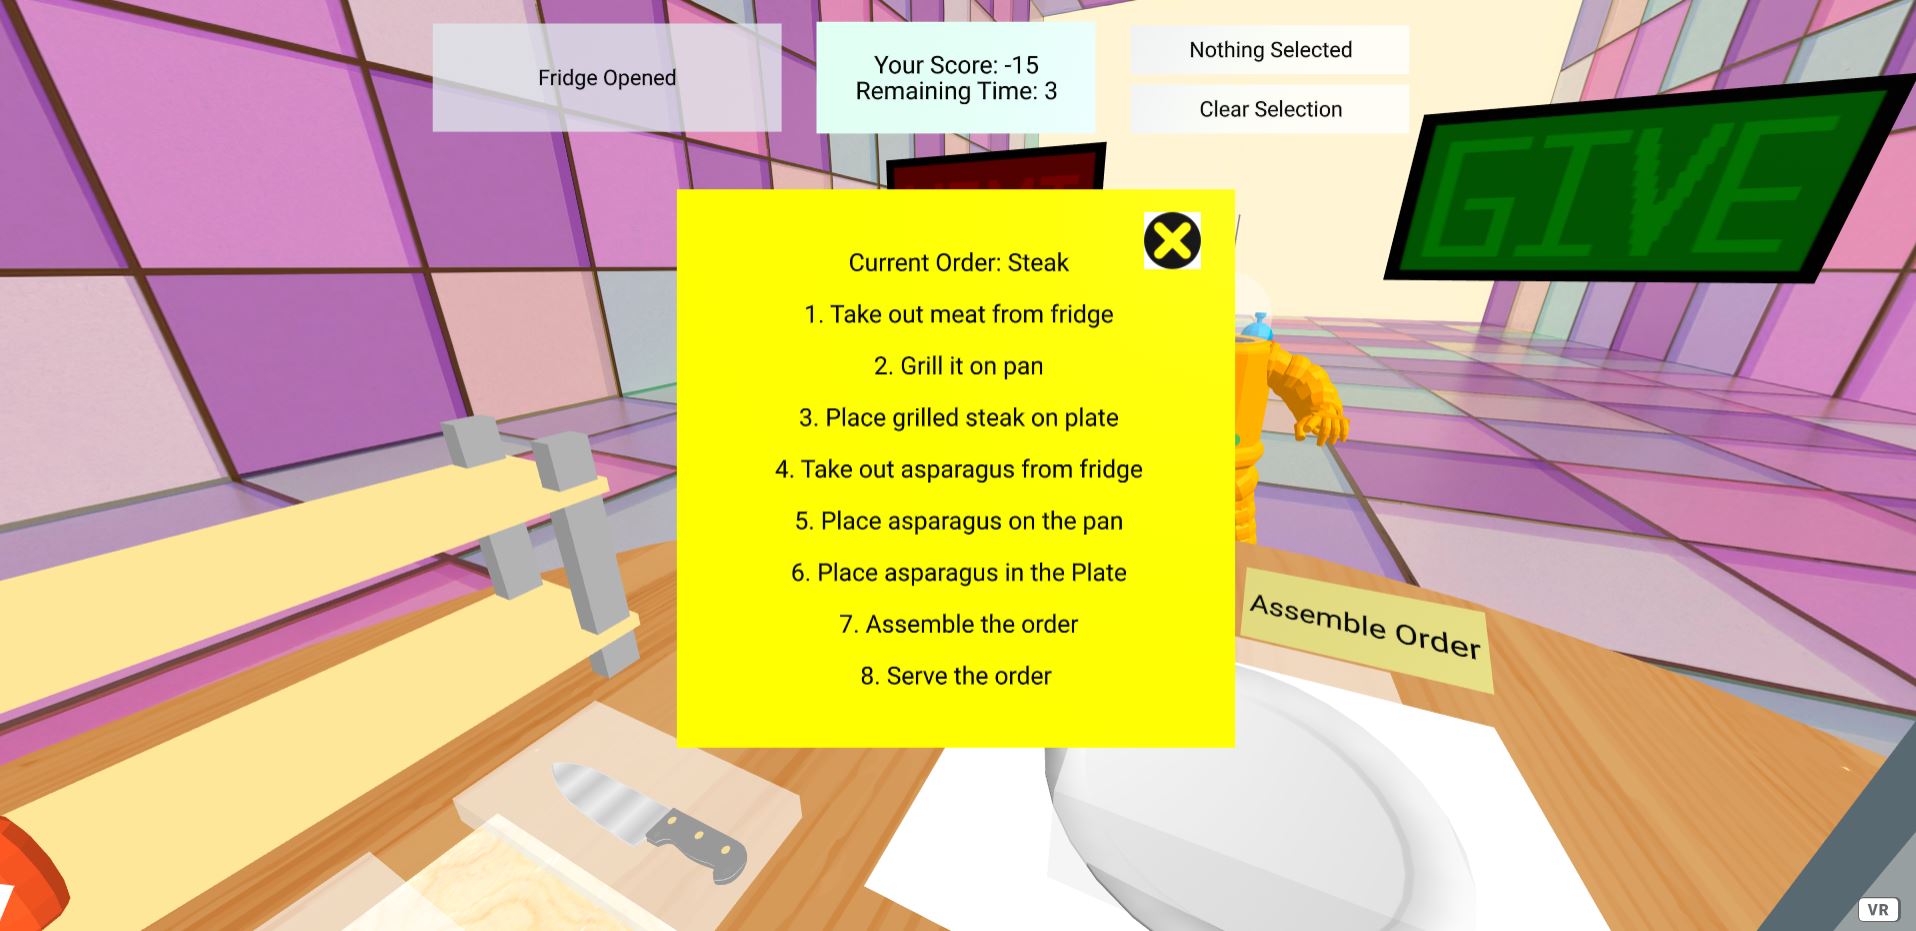 Fridge Opened
Your Score: -15
Remaining Time: 3
Nothing Selected
Clear Selection
GIVE
Current Order: Steak
1. Take out meat from fridge
2. Grill it on pan
3. Place grilled steak on plate
4. Take out asparagus from fridge
5. Place asparagus on the pan
6. Place asparagus in the Plate
7. Assemble the order
8. Serve the order
Assemble Order
VR